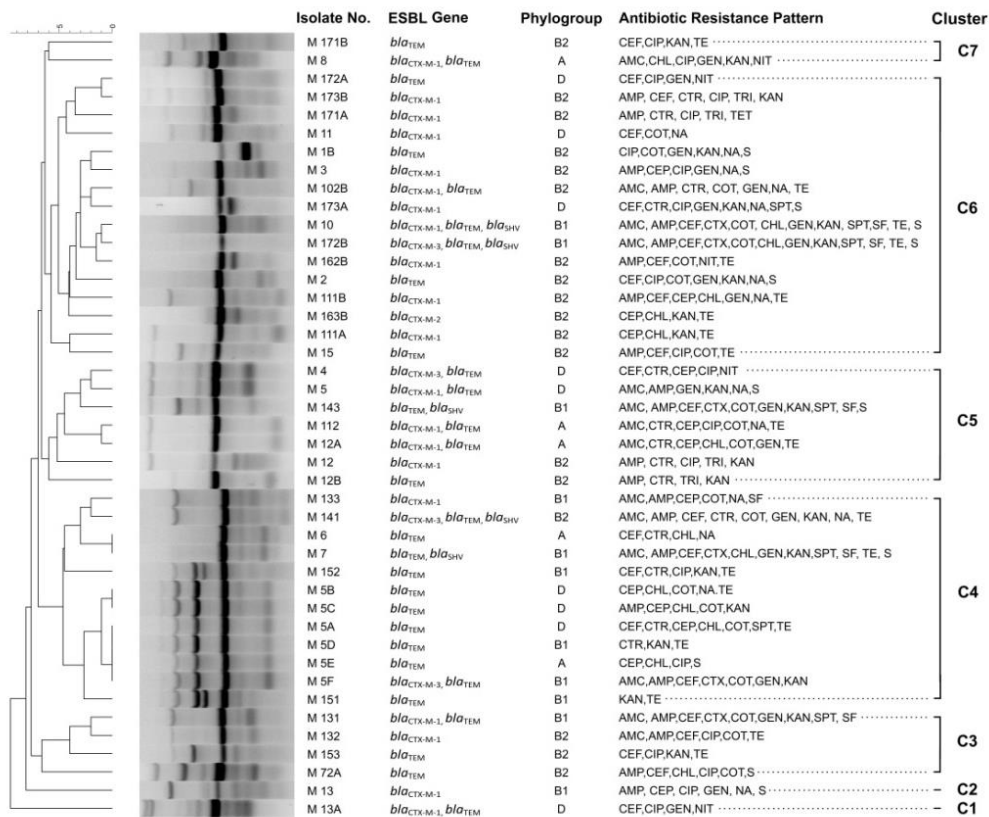 Isolate No. ESBL Gene Phylogroup Antibiotic Resistance Pattern Cluster
-5 0
M 171B blaTEM B2 CEF,CIP,KAN,TE
C7
M 8 blaCTX-M-1, blaTEM A AMC,CHL,CIP,GEN,KAN,NIT
M 172A blaTEM D CEF,CIP,GEN,NIT
M 173B blaCTX-M-1 B2 AMP, CEF, CTR, CIP, TRI, KAN
M 171A blaCTX-M-1 B2 AMP, CTR, CIP, TRI, TET
M 11 blaCTX-M-1 D CEF,COT,NA
M 1B blaTEM B2 CIP,COT,GEN,KAN,NA,S
M 3 blaCTX-M-1 B2 AMP,CEP,CIP,GEN,NA,S
M 102B blaCTX-M-1, blaTEM B2 AMC, AMP, CTR, COT, GEN,NA, TE
M 173A blaCTX-M-1 D CEF,CTR,CIP,GEN,KAN,NA,SPT,S
C6
M 10 blaCTX-M-1, blaTEM, blaSHV B1 AMC, AMP,CEF,CTX,COT, CHL,GEN,KAN, SPT,SF, TE, S
M 172B blaCTX-M-3, blaTEM, blaSHV B1 AMC, AMP,CEF,CTX,COT,CHL,GEN,KAN,SPT, SF, TE, S
M 162B blaCTX-M-1 B2 AMP,CEF,COT,NIT,TE
M 2 blaTEM B2 CEF,CIP,COT,GEN,KAN,NA,S
M 111B blaCTX-M-1 B2 AMP,CEF,CEP,CHL,GEN,NA,TE
M 163B blaCTX-M-2 B2 CEP,CHL,KAN,TE
M 111A blaCTX-M-1 B2 CEP,CHL,KAN,TE
M 15 blaTEM B2 AMP,CEF,CIP,COT,TE
M 4 blaCTX-M-3, blaTEM D CEF,CTR,CEP,CIP,NIT
M 5 blaCTX-M-1, blaTEM D AMC,AMP,GEN,KAN,NA,S
M 143 blaTEM, blaSHV B1 AMC, AMP,CEF,CTX,COT,GEN,KAN,SPT, SF,S
C5
M 112 blaCTX-M-1, blaTEM A AMC,CTR,CEP,CIP,COT,NA,TE
M 12A blaCTX-M-1, blaTEM A AMC,CTR,CEP,CHL,COT,GEN,TE
M 12 blaCTX-M-1 B2 AMP, CTR, CIP, TRI, KAN
M 12B blaTEM B2 AMP, CTR, TRI, KAN
M 133 blaCTX-M-1 B1 AMC,AMP,CEP,COT,NA,SF
M 141 blaCTX-M-3, blaTEM, blaSHV B2 AMC, AMP, CEF, CTR, COT, GEN, KAN, NA, TE
M 6 blaTEM A CEF,CTR,CHL,NA
M 7 blaTEM, blaSHV B1 AMC, AMP,CEF,CTX,CHL,GEN,KAN,SPT, SF, TE, S
M 152 blaTEM B1 CEF,CTR,CIP,KAN,TE
M 5B blaTEM D CEP,CHL,COT,NA.TE
C4
M 5C blaTEM D AMP,CEP,CHL,COT,KAN
M 5A blaTEM D CEF,CTR,CEP,CHL,COT,SPT,TE
M 5D blaTEM B1 CTR,KAN,TE
M 5E blaTEM A CEP,CHL,CIP,S
M 5F blaCTX-M-3, blaTEM B1 AMC,AMP,CEF,CTX,COT,GEN,KAN
M 151 blaTEM B1 KAN,TE
M 131 blaCTX-M-1, blaTEM B1 AMC, AMP,CEF,CTX,COT,GEN,KAN,SPT, SF
M 132 blaCTX-M-1 B2 AMC,AMP,CEF,CIP,COT,TE
C3
M 153 blaTEM B2 CEF,CIP,KAN,TE
M 72A blaTEM B2 AMP,CEF,CHL,CIP,COT,S
M 13 blaCTX-M-1 B1 AMP, CEP, CIP, GEN, NA, S C2
M 13A blaCTX-M-1, blaTEM D CEF,CIP,GEN,NIT C1